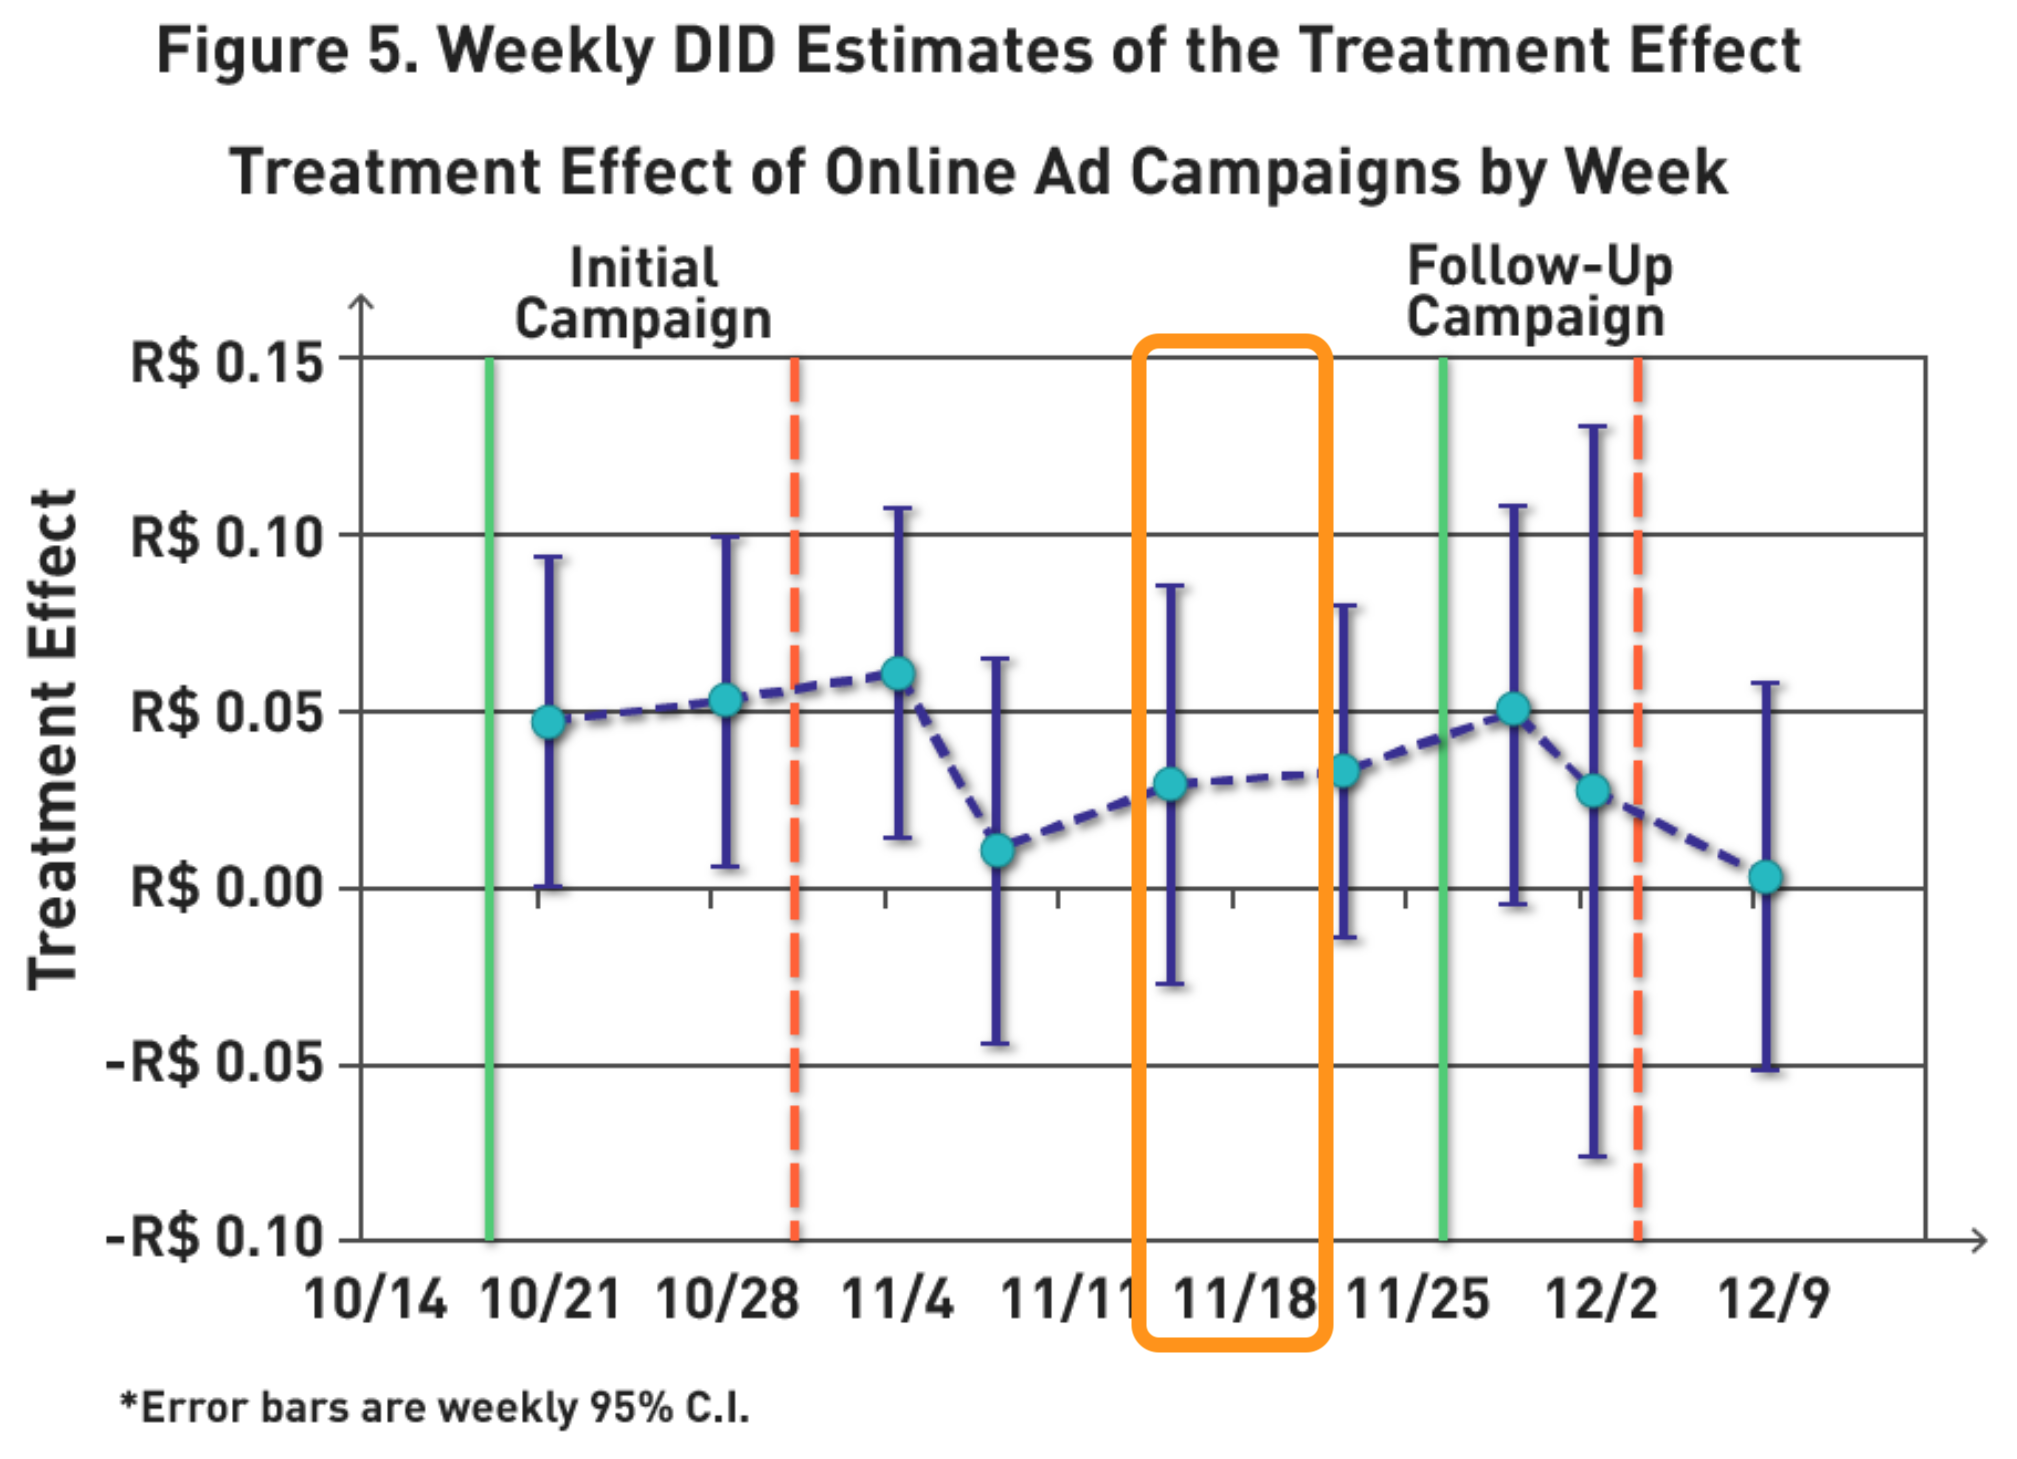 Figure 5. Weekly DID Estimates of the Treatment Effect
Treatment Effect of Online Ad Campaigns by Week
Initial
Campaign
Follow-Up
Campaign
Treatment Effect
R$ 0.15
R$ 0.10
R$ 0.05
R$ 0.00
-R$ 0.05
-R$ 0.10
10/14 10/21 10/28 11/4 11/11 11/18 11/25 12/2 12/9
*Error bars are weekly 95% C.I.